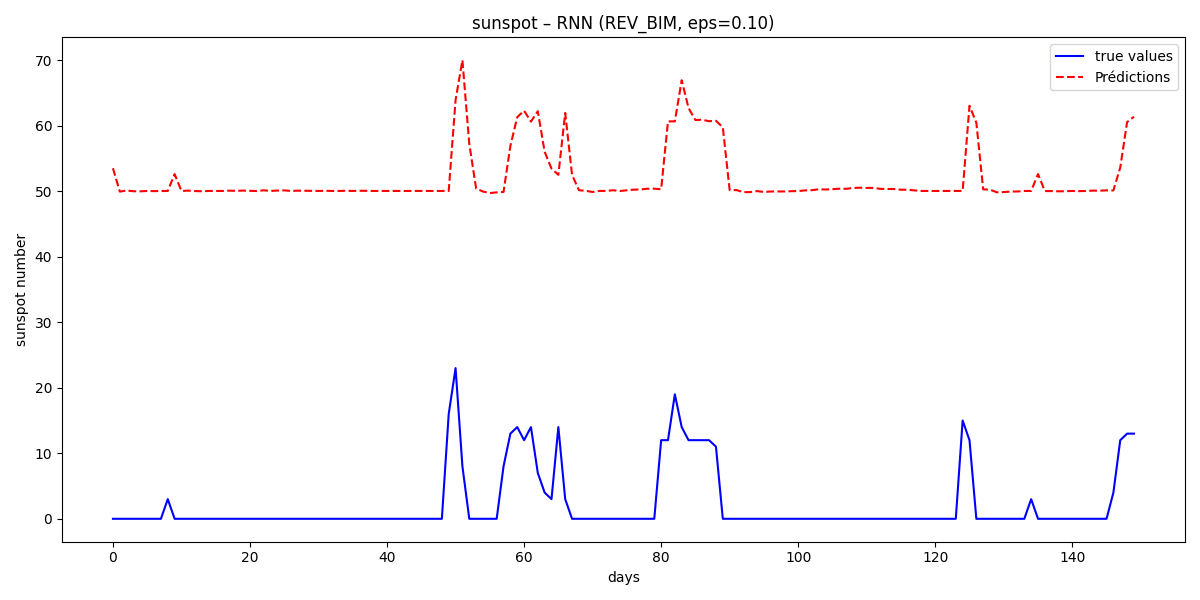 sunspot – RNN (REV_BIM, eps=0.10)
true values
Prédictions
sunspot number
70
60
50
40
30
20
10
0
0 20 40 60 80 100 120 140
days